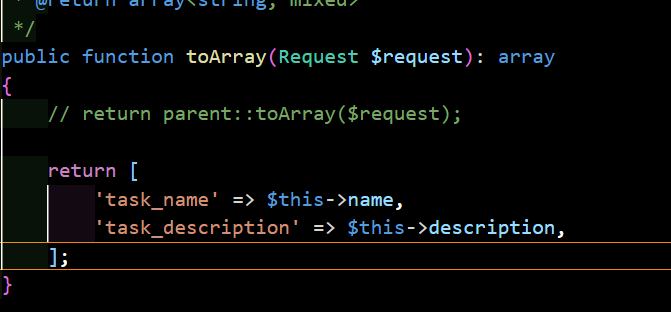 * @return array<string, mixed>
*/
public function toArray(Request $request): array
{
// return parent::toArray($request);
return [
'task_name' => $this->name,
'task_description' => $this->description,
];
}